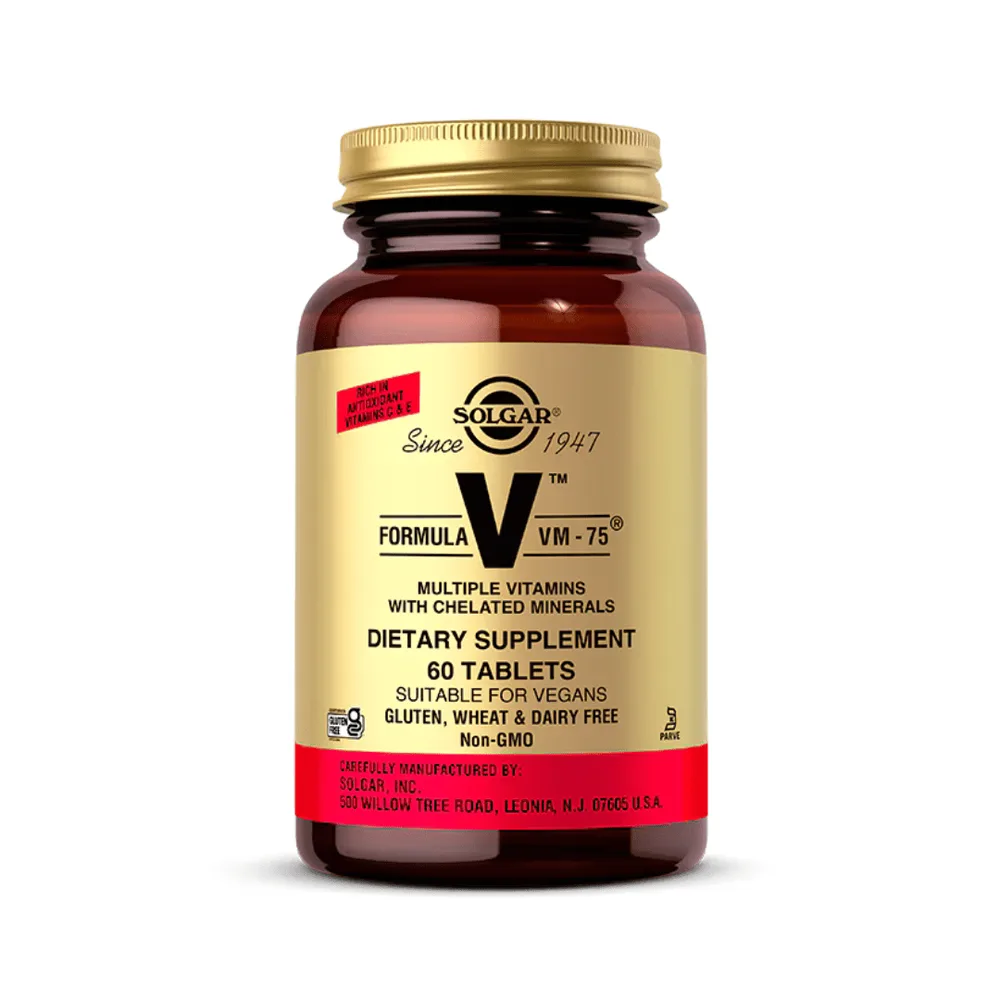 RICH IN
ANTIOXIDANT
VITAMINS C & E
SOLGAR®
Since 1947
V™
FORMULA VM-75®
MULTIPLE VITAMINS
WITH CHELATED MINERALS
DIETARY SUPPLEMENT
60 TABLETS
SUITABLE FOR VEGANS
GLUTEN, WHEAT & DAIRY FREE
Non-GMO
GLUTEN
FREE
PARVE
CAREFULLY MANUFACTURED BY:
SOLGAR, INC.
500 WILLOW TREE ROAD, LEONIA, N.J. 07605 U.S.A.